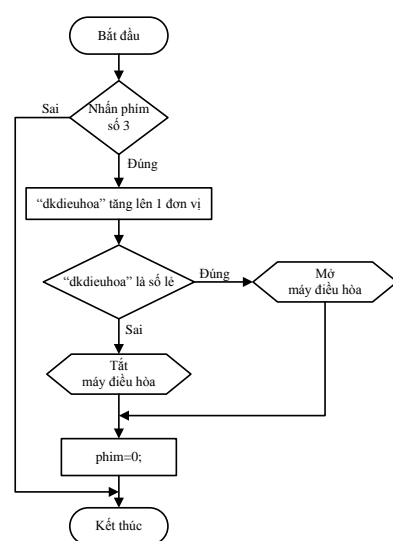 Bắt đầu
Sai
Nhấn phím
số 3
Đúng
“dkdieuhoa” tăng lên 1 đơn vị
“dkdieuhoa” là số lẻ
Đúng
Mở
máy điều hòa
Sai
Tắt
máy điều hòa
phim=0;
Kết thúc